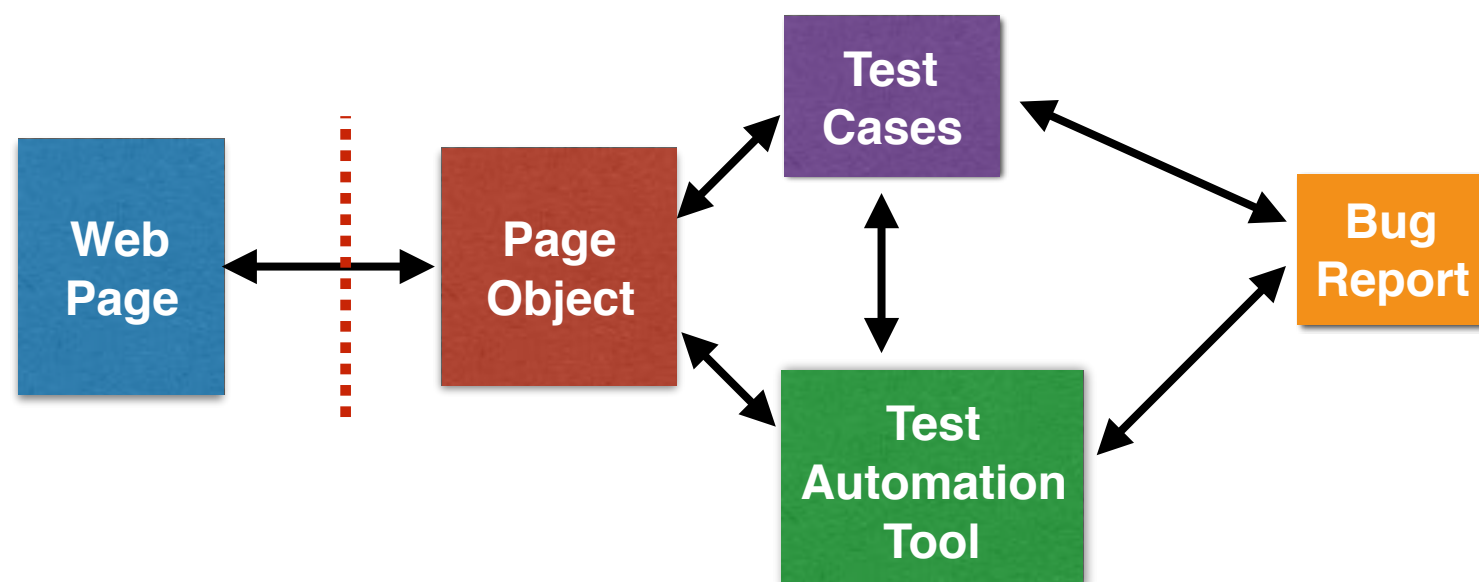 Web
Page
Page
Object
Test
Cases
Test
Automation
Tool
Bug
Report